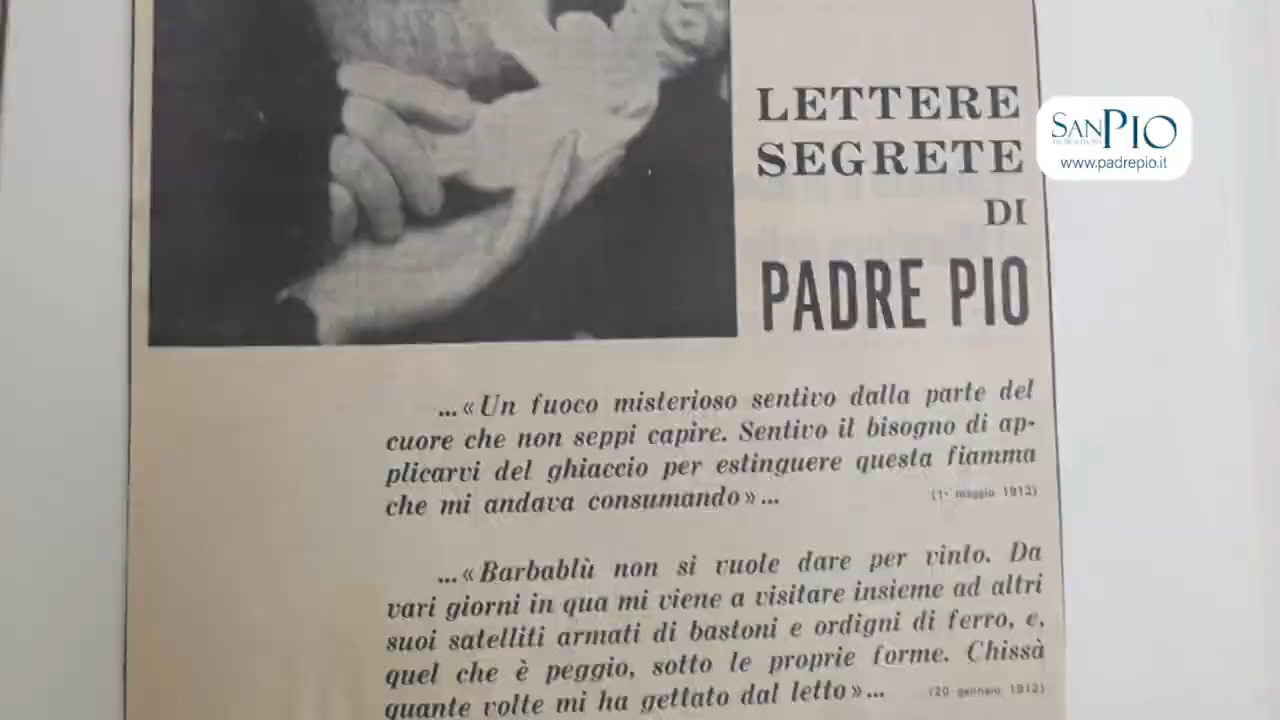 LETTERE
SEGRETE
DI
PADRE PIO
SAN PIO
www.padrepio.it
...«Un fuoco misterioso sentivo dalla parte del
cuore che non seppi capire. Sentivo il bisogno di ap-
plicarvi del ghiaccio per estinguere questa fiamma
che mi andava consumando»...
(1° maggio 1912)
...«Barbablù non si vuole dare per vinto. Da
vari giorni in qua mi viene a visitare insieme ad altri
suoi satelliti armati di bastoni e ordigni di ferro, e,
quel che è peggio, sotto le proprie forme. Chissà
quante volte mi ha gettato dal letto»...
(20 gennaio 1912)